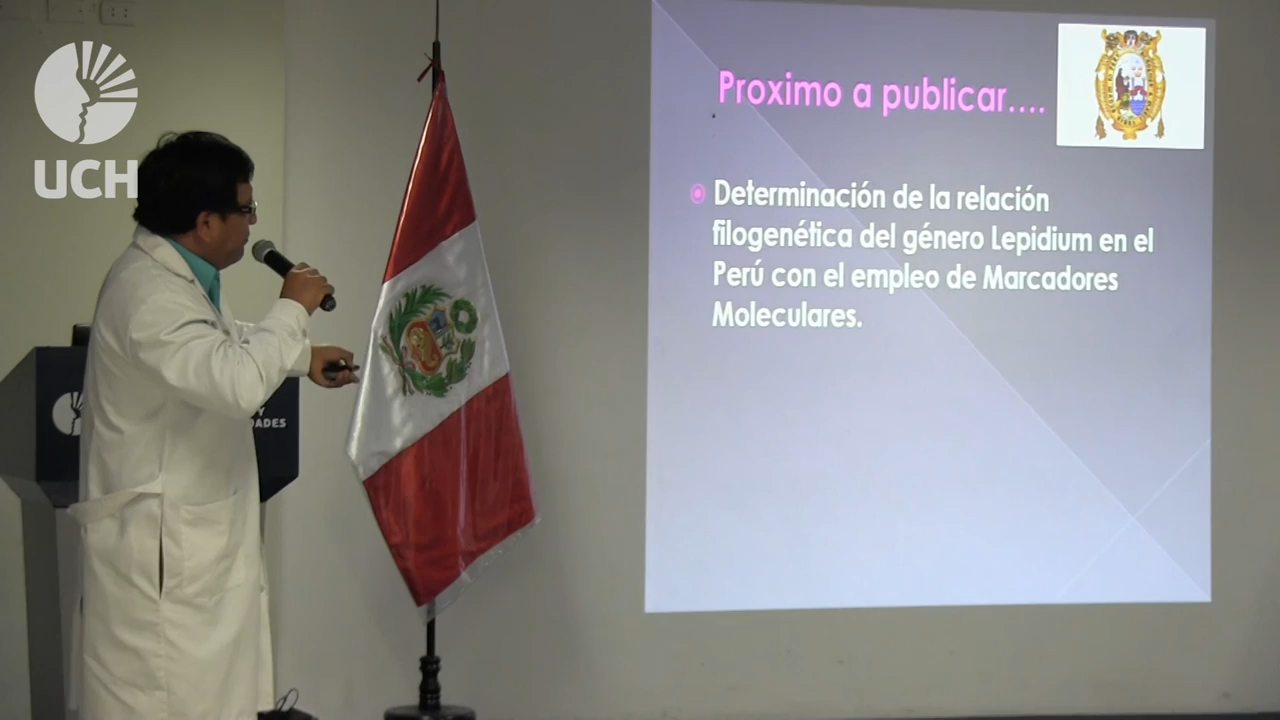 UCH
Proximo a publicar....
Determinación de la relación
filogenética del género Lepidium en el
Perú con el empleo de Marcadores
Moleculares.
Y
DADES